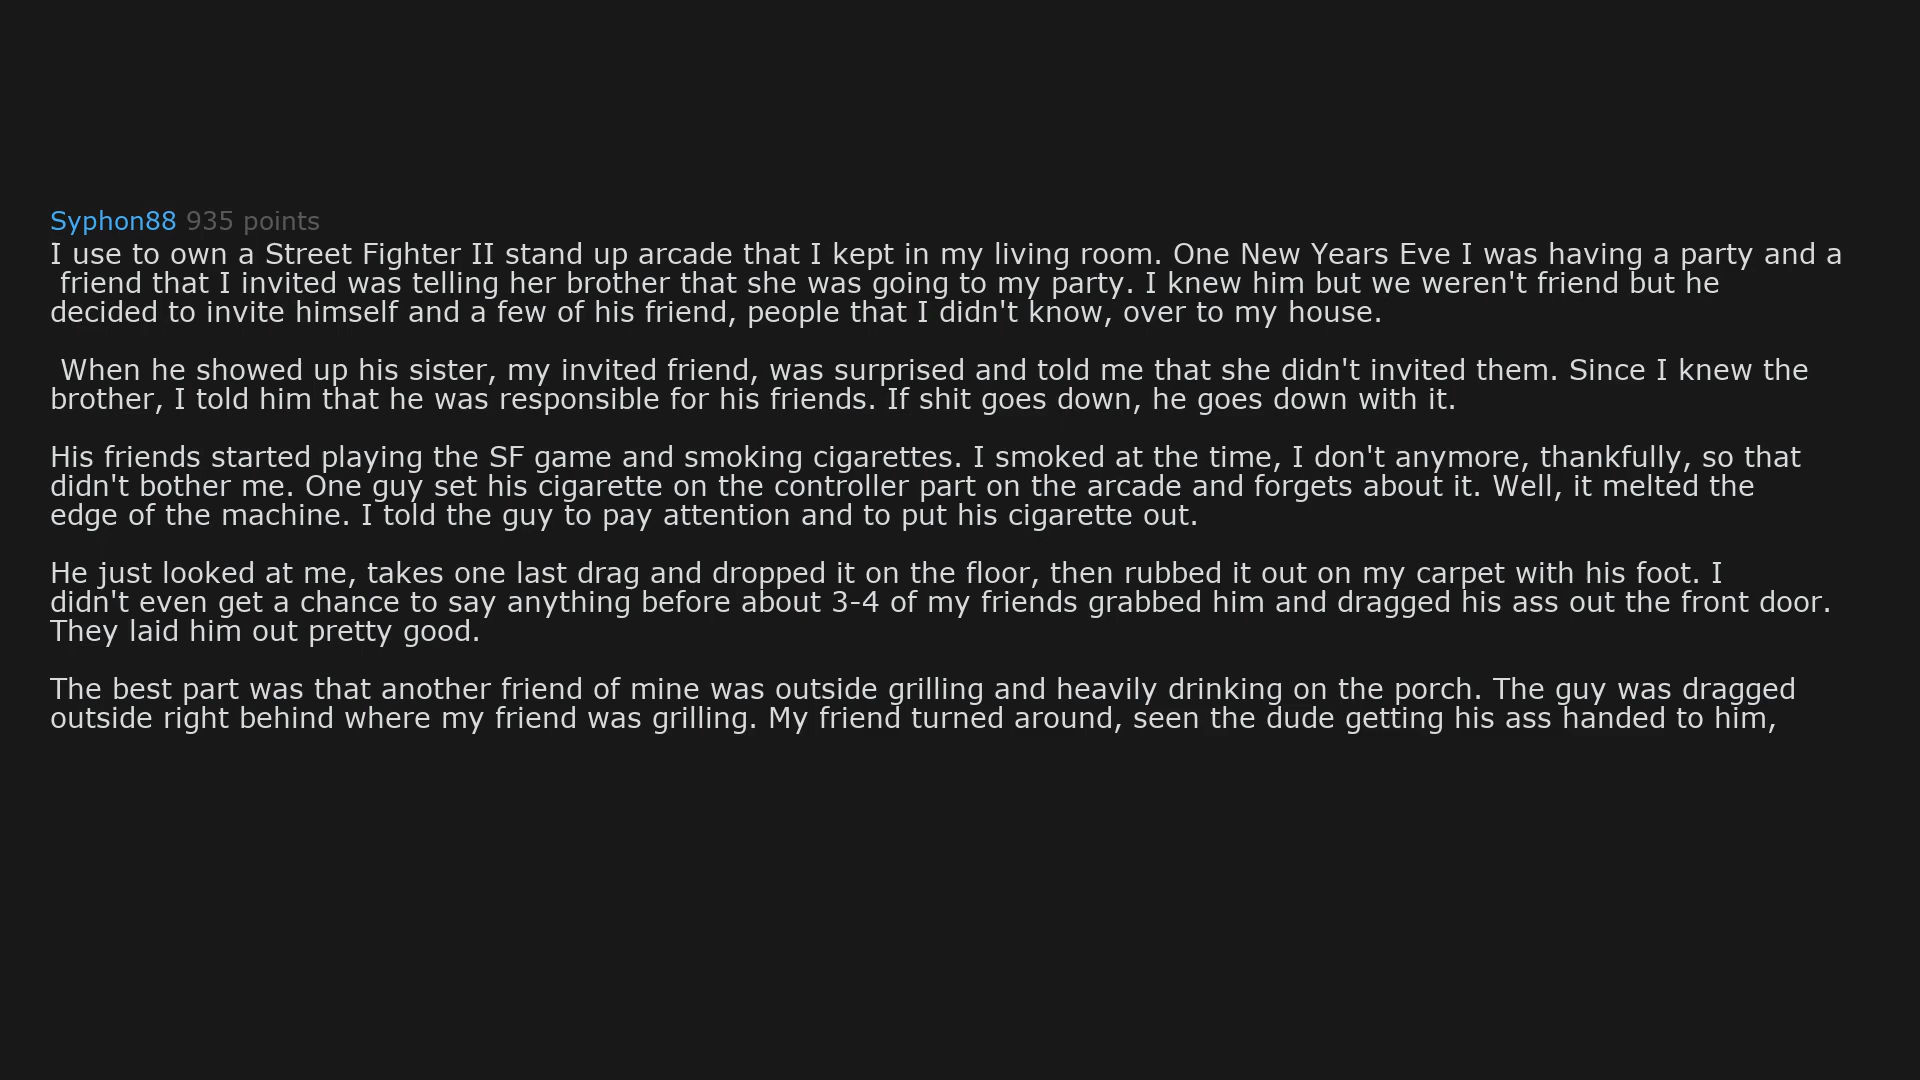 Syphon88 935 points
I use to own a Street Fighter II stand up arcade that I kept in my living room. One New Years Eve I was having a party and a
friend that I invited was telling her brother that she was going to my party. I knew him but we weren't friend but he
decided to invite himself and a few of his friend, people that I didn't know, over to my house.
When he showed up his sister, my invited friend, was surprised and told me that she didn't invited them. Since I knew the
brother, I told him that he was responsible for his friends. If shit goes down, he goes down with it.
His friends started playing the SF game and smoking cigarettes. I smoked at the time, I don't anymore, thankfully, so that
didn't bother me. One guy set his cigarette on the controller part on the arcade and forgets about it. Well, it melted the
edge of the machine. I told the guy to pay attention and to put his cigarette out.
He just looked at me, takes one last drag and dropped it on the floor, then rubbed it out on my carpet with his foot. I
didn't even get a chance to say anything before about 3-4 of my friends grabbed him and dragged his ass out the front door.
They laid him out pretty good.
The best part was that another friend of mine was outside grilling and heavily drinking on the porch. The guy was dragged
outside right behind where my friend was grilling. My friend turned around, seen the dude getting his ass handed to him,